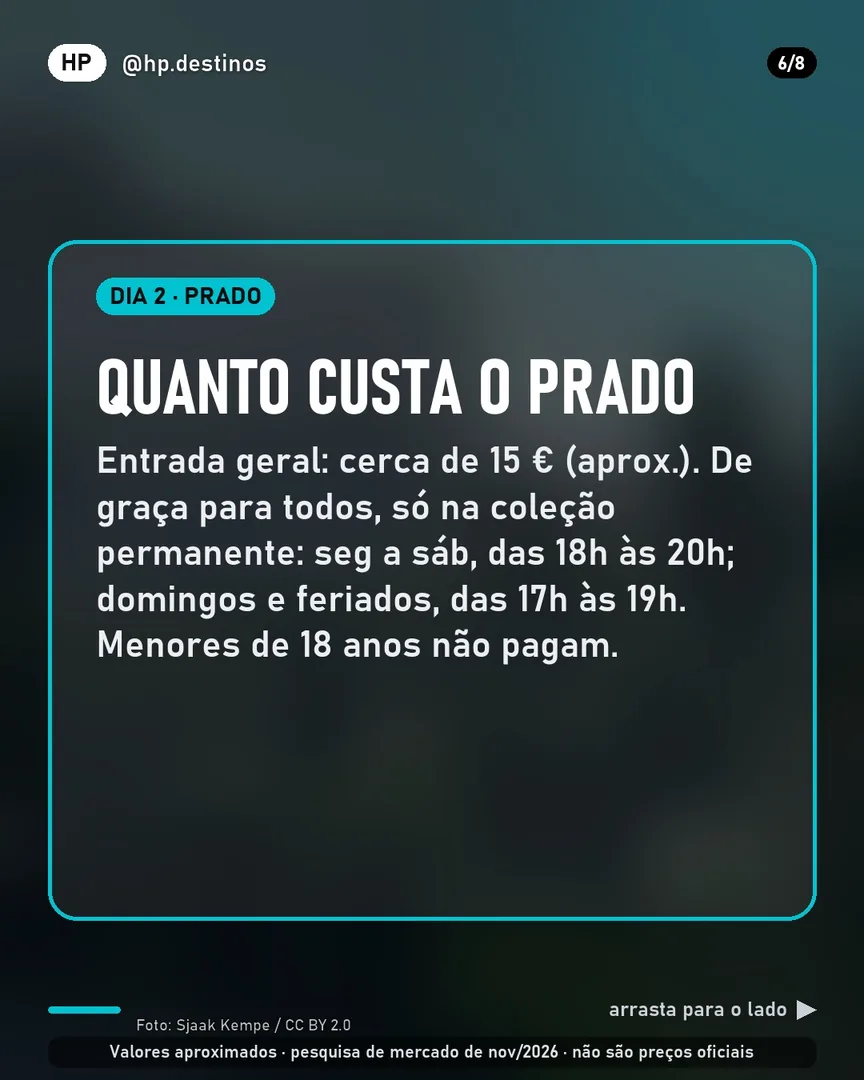 HP @hp.destinos
6/8
DIA 2 · PRADO
QUANTO CUSTA O PRADO
Entrada geral: cerca de 15 € (aprox.). De
graça para todos, só na coleção
permanente: seg a sáb, das 18h às 20h;
domingos e feriados, das 17h às 19h.
Menores de 18 anos não pagam.
arrasta para o lado ▶
Foto: Sjaak Kempe / CC BY 2.0
Valores aproximados · pesquisa de mercado de nov/2026 · não são preços oficiais